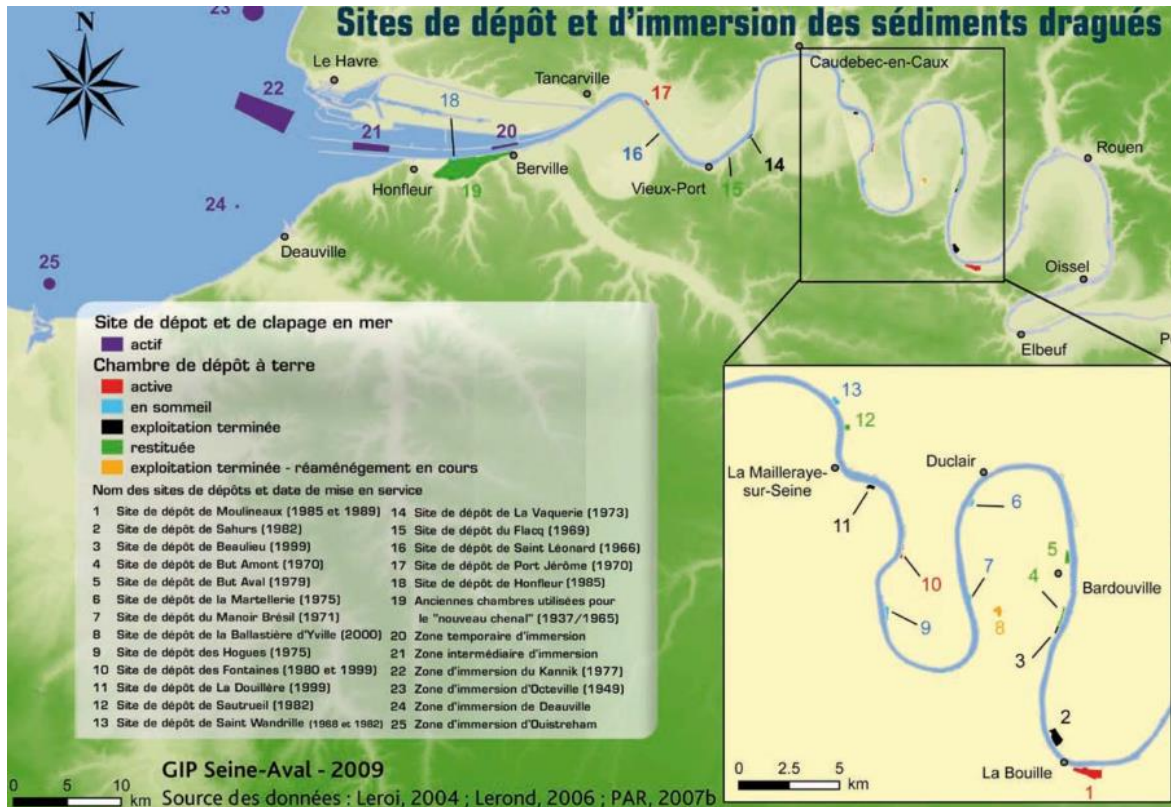 Sites de dépôt et d'immersion des sédiments dragués
N
23
22
21
18
20
19
17
16
15
14
24
25
Le Havre
Tancarville
Caudebec-en-Caux
Rouen
Honfleur
Berville
Vieux-Port
Deauville
Oissel
Elbeuf
P
Site de dépot et de clapage en mer
actif
Chambre de dépôt à terre
active
en sommeil
exploitation terminée
restituée
exploitation terminée - réaménégement en cours
Nom des sites de dépôts et date de mise en service
1 Site de dépôt de Moulineaux (1985 et 1989)
2 Site de dépôt de Sahurs (1982)
3 Site de dépôt de Beaulieu (1999)
4 Site de dépôt de But Amont (1970)
5 Site de dépôt de But Aval (1979)
6 Site de dépôt de la Martellerie (1975)
7 Site de dépôt du Manoir Brésil (1971)
8 Site de dépôt de la Ballastière d'Yville (2000)
9 Site de dépôt des Hogues (1975)
10 Site de dépôt des Fontaines (1980 et 1999)
11 Site de dépôt de La Douillère (1999)
12 Site de dépôt de Sautrueil (1982)
13 Site de dépôt de Saint Wandrille (1968 et 1982)
14 Site de dépôt de La Vaquerie (1973)
15 Site de dépôt du Flacq (1969)
16 Site de dépôt de Saint Léonard (1966)
17 Site de dépôt de Port Jérôme (1970)
18 Site de dépôt de Honfleur (1985)
19 Anciennes chambres utilisées pour
le "nouveau chenal" (1937/1965)
20 Zone temporaire d'immersion
21 Zone intermédiaire d'immersion
22 Zone d'immersion du Kannik (1977)
23 Zone d'immersion d'Octeville (1949)
24 Zone d'immersion de Deauville
25 Zone d'immersion d'Ouistreham
13
12
La Mailleraye-
sur-Seine
Duclair
11
6
10
9
7
8
5
4
Bardouville
3
2
La Bouille
1
0 2.5 5
km
0 5 10
km
GIP Seine-Aval - 2009
Source des données : Leroi, 2004 ; Lerond, 2006 ; PAR, 2007b